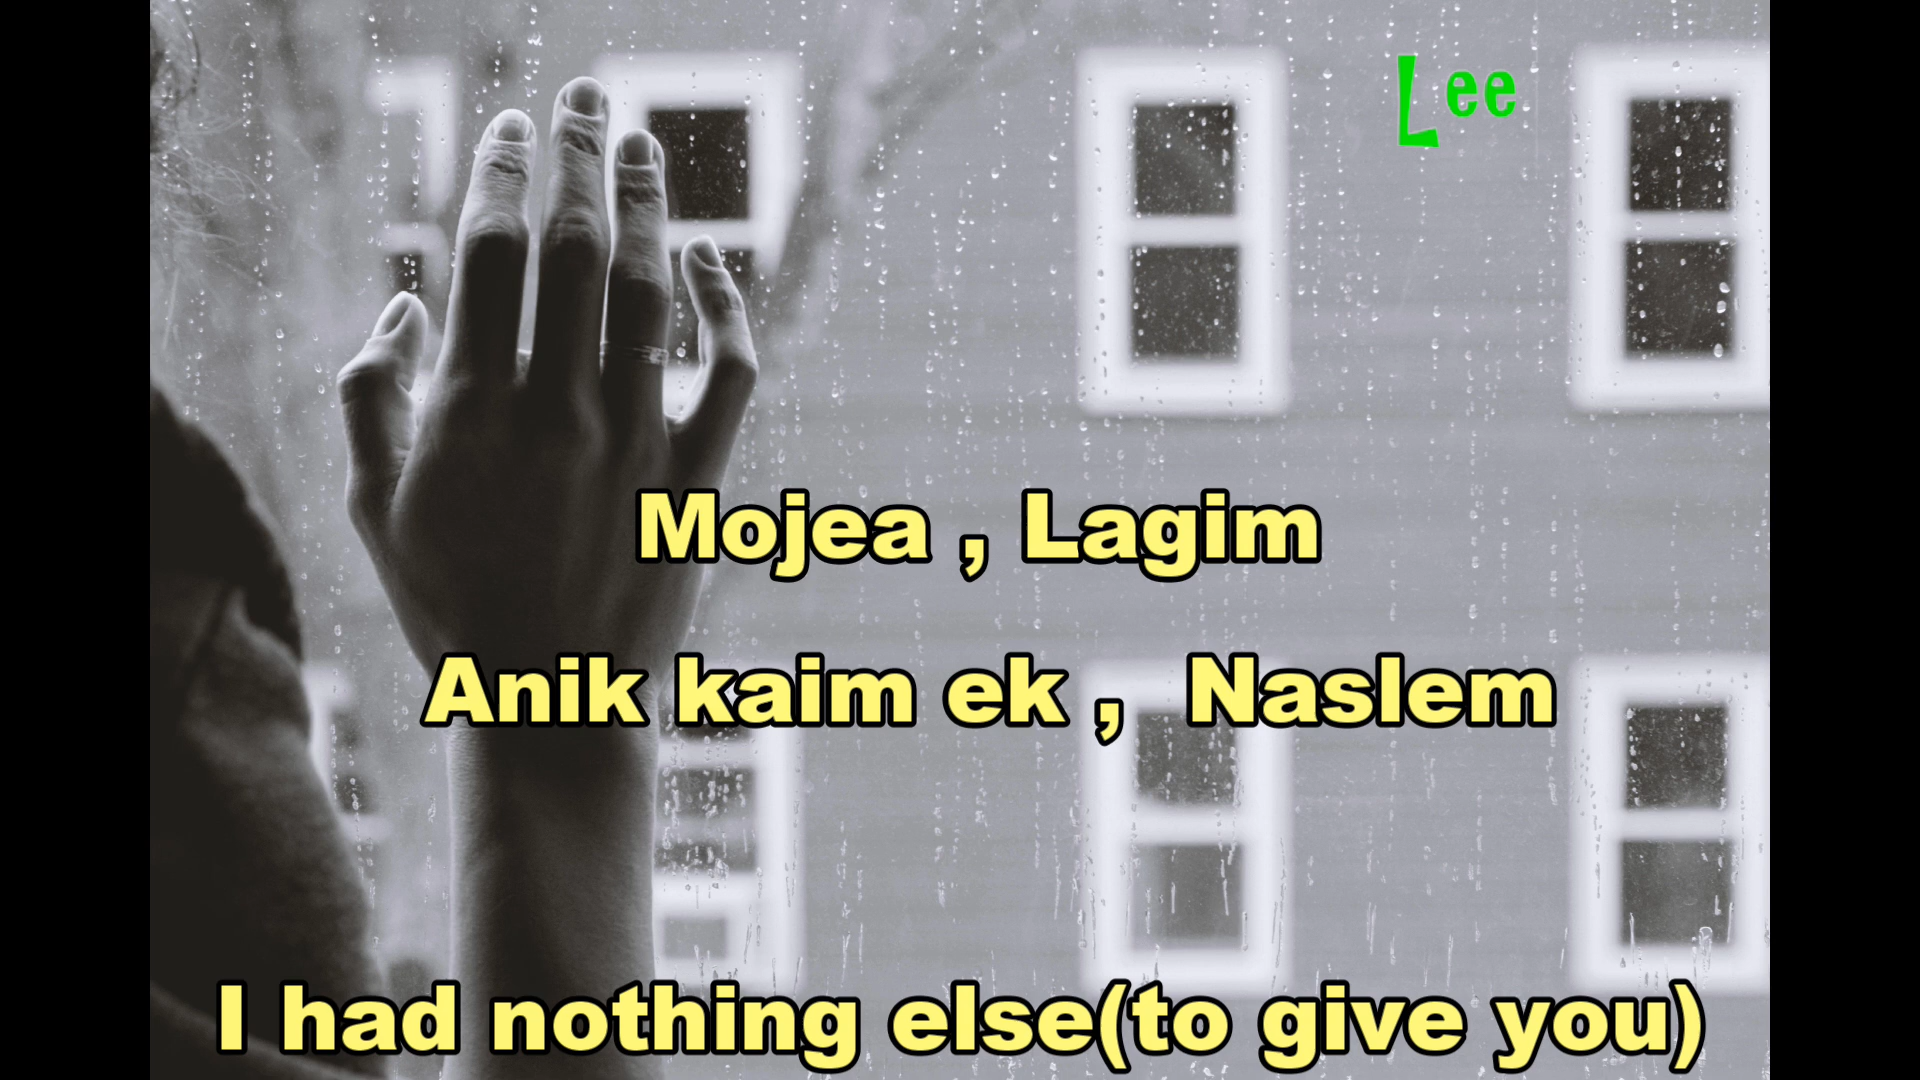 Lee
Mojea , Lagim
Anik kaim ek , Naslem
I had nothing else(to give you)